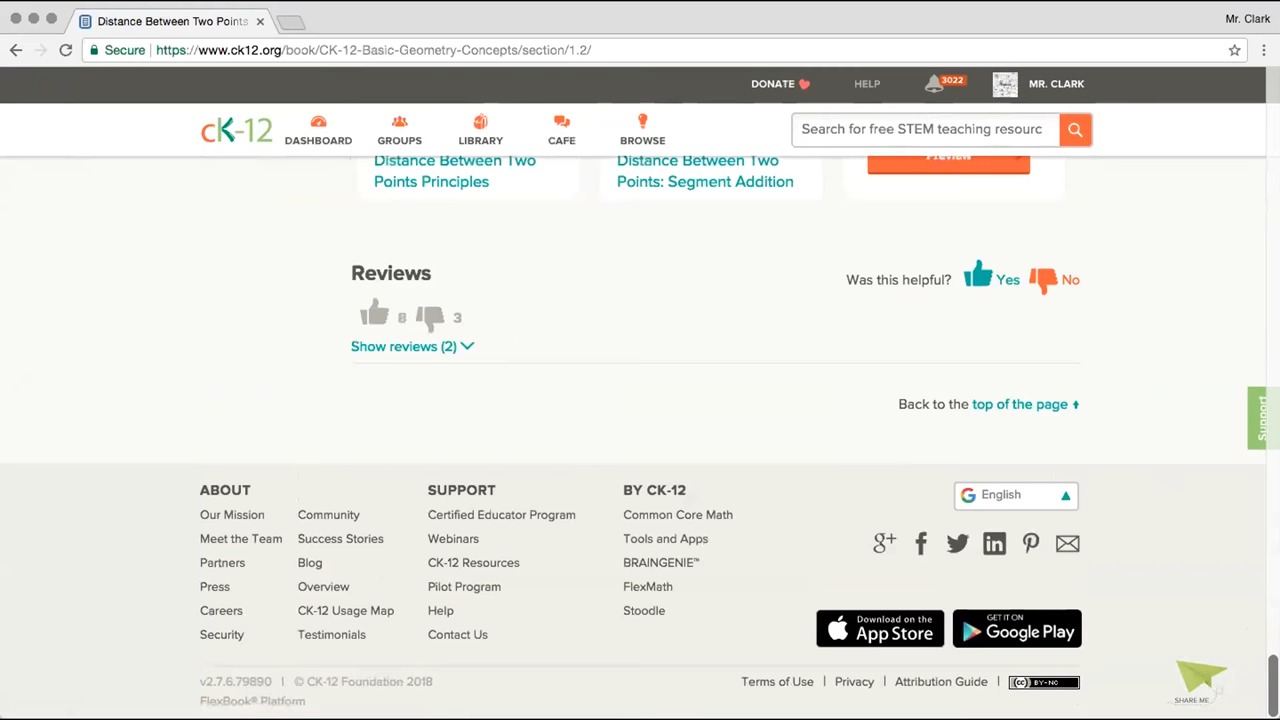 Distance Between Two Points
Mr. Clark
Secure https://www.ck12.org/book/CK-12-Basic-Geometry-Concepts/section/1.2/
DONATE
HELP
3022
MR. CLARK
cK-12
DASHBOARD
GROUPS
LIBRARY
CAFE
BROWSE
Search for free STEM teaching resourc
Distance Between Two
Points Principles
Distance Between Two
Points: Segment Addition
PREVIEW
Reviews
Was this helpful? Yes No
8 3
Show reviews (2)
Back to the top of the page
Support
ABOUT
Our Mission
Meet the Team
Partners
Press
Careers
Security
Community
Success Stories
Blog
Overview
CK-12 Usage Map
Testimonials
SUPPORT
Certified Educator Program
Webinars
CK-12 Resources
Pilot Program
Help
Contact Us
BY CK-12
Common Core Math
Tools and Apps
BRAINGENIE™
FlexMath
Stoodle
English
g+ f in
Download on the
App Store
GET IT ON
Google Play
v2.7.6.79890 | © CK-12 Foundation 2018
FlexBook® Platform
Terms of Use | Privacy | Attribution Guide | cc BY-NC
SHARE ME